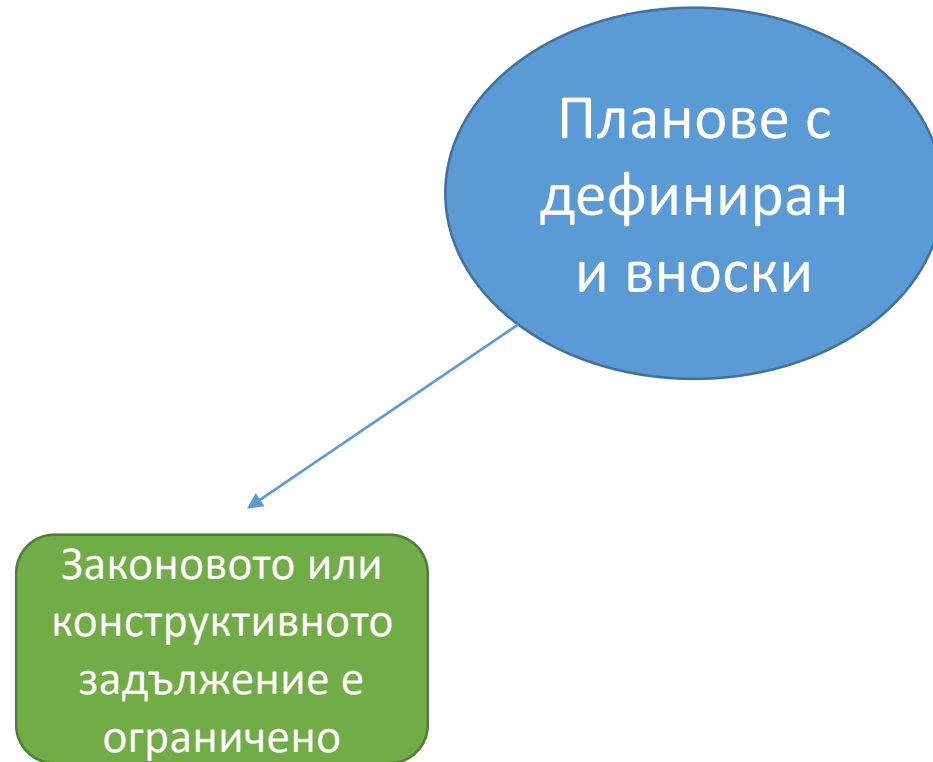 Планове с
дефиниран
и вноски
Законовото или
конструктивното
задължение е
ограничено